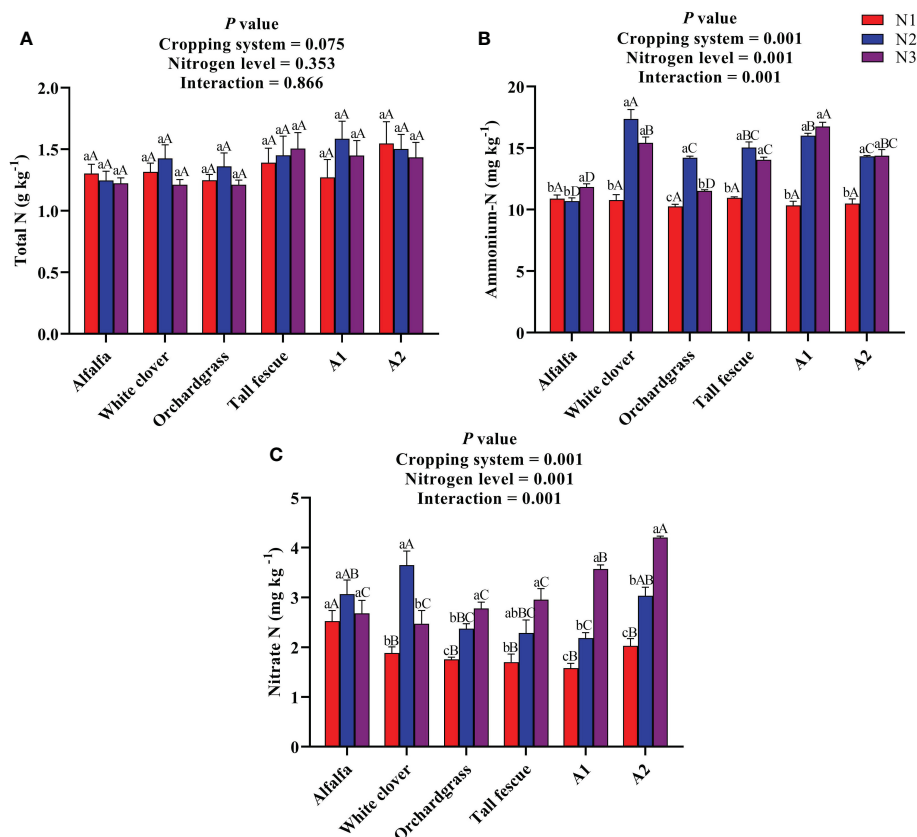 A
P value
Cropping system = 0.075
Nitrogen level = 0.353
Interaction = 0.866
Total N (g kg⁻¹)
2.0
1.5
1.0
0.5
0.0
aA aA aA aA aA aA aA aA aA aA aA aA aA aA aA aA aA aA
Alfalfa White clover Orchardgrass Tall fescue A1 A2
B
P value
Cropping system = 0.001
Nitrogen level = 0.001
Interaction = 0.001
N1
N2
N3
Ammonium-N (mg kg⁻¹)
20
15
10
5
0
bA bD aD bA aA aB cA aC bD bA aBC aC bA aB aA bA aC aBC
Alfalfa White clover Orchardgrass Tall fescue A1 A2
C
P value
Cropping system = 0.001
Nitrogen level = 0.001
Interaction = 0.001
Nitrate N (mg kg⁻¹)
5
4
3
2
1
0
aA aAB aC bB aA bC cB bBC aC bB abBC aC cB bC aB cB bAB aA
Alfalfa White clover Orchardgrass Tall fescue A1 A2